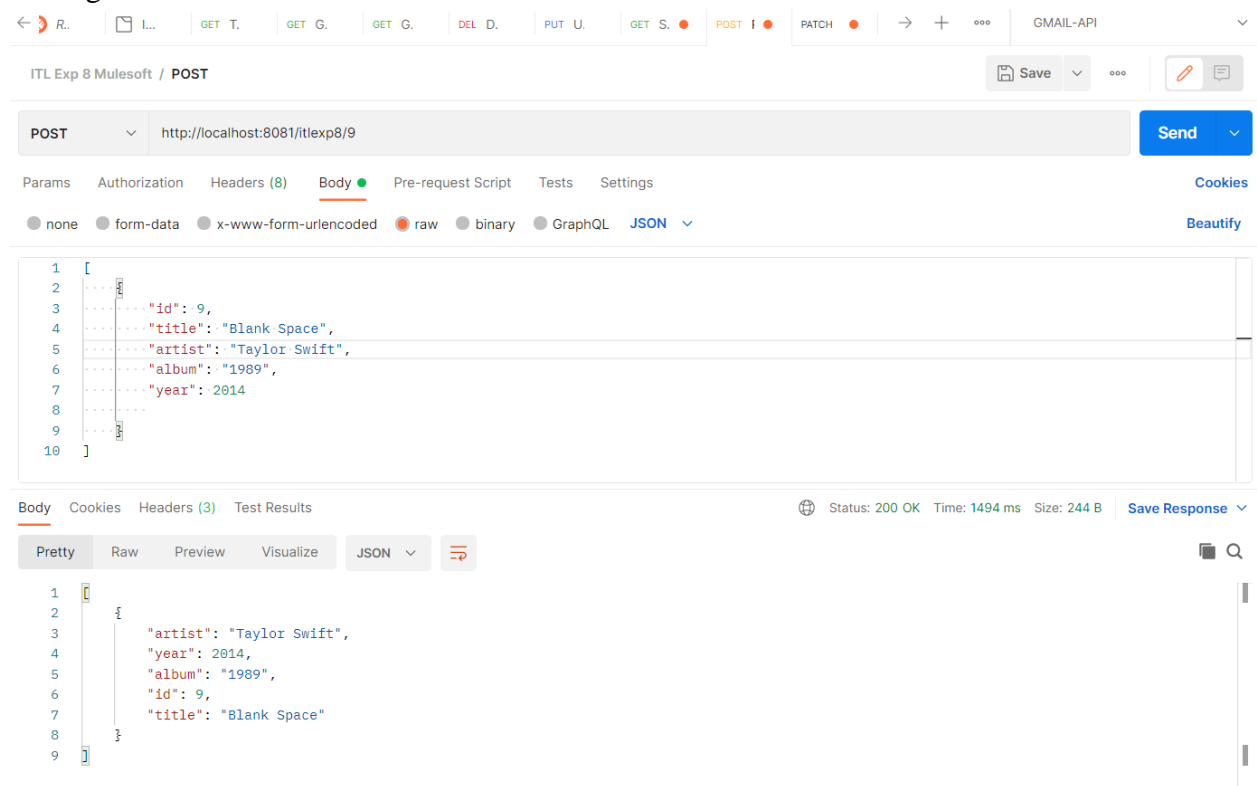 R.. I... GET T. GET G. GET G. DEL D. PUT U. GET S. POST PATCH GMAIL-API
ITL Exp 8 Mulesoft / POST Save
POST http://localhost:8081/itlexp8/9 Send
Params Authorization Headers (8) Body Pre-request Script Tests Settings Cookies
none form-data x-www-form-urlencoded raw binary GraphQL JSON Beautify
1 [
2 {
3 "id": 9,
4 "title": "Blank Space",
5 "artist": "Taylor Swift",
6 "album": "1989",
7 "year": 2014
8
9 }
10 ]
Body Cookies Headers (3) Test Results Status: 200 OK Time: 1494 ms Size: 244 B Save Response
Pretty Raw Preview Visualize JSON
1 [
2 {
3 "artist": "Taylor Swift",
4 "year": 2014,
5 "album": "1989",
6 "id": 9,
7 "title": "Blank Space"
8 }
9 ]